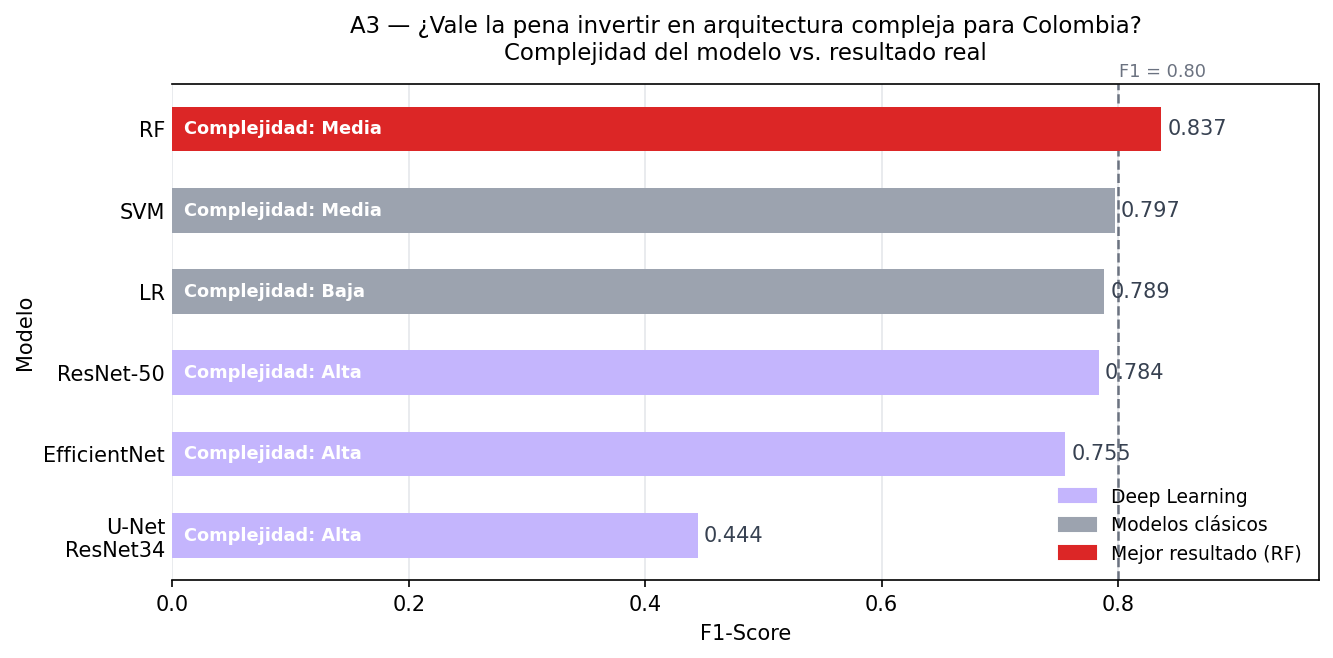 A3 — ¿Vale la pena invertir en arquitectura compleja para Colombia?
Complejidad del modelo vs. resultado real
F1 = 0.80
RF
Complejidad: Media
0.837
SVM
Complejidad: Media
0.797
LR
Complejidad: Baja
0.789
ResNet-50
Complejidad: Alta
0.784
EfficientNet
Complejidad: Alta
0.755
U-Net
ResNet34
Complejidad: Alta
0.444
Modelo
Deep Learning
Modelos clásicos
Mejor resultado (RF)
0.0
0.2
0.4
0.6
0.8
F1-Score